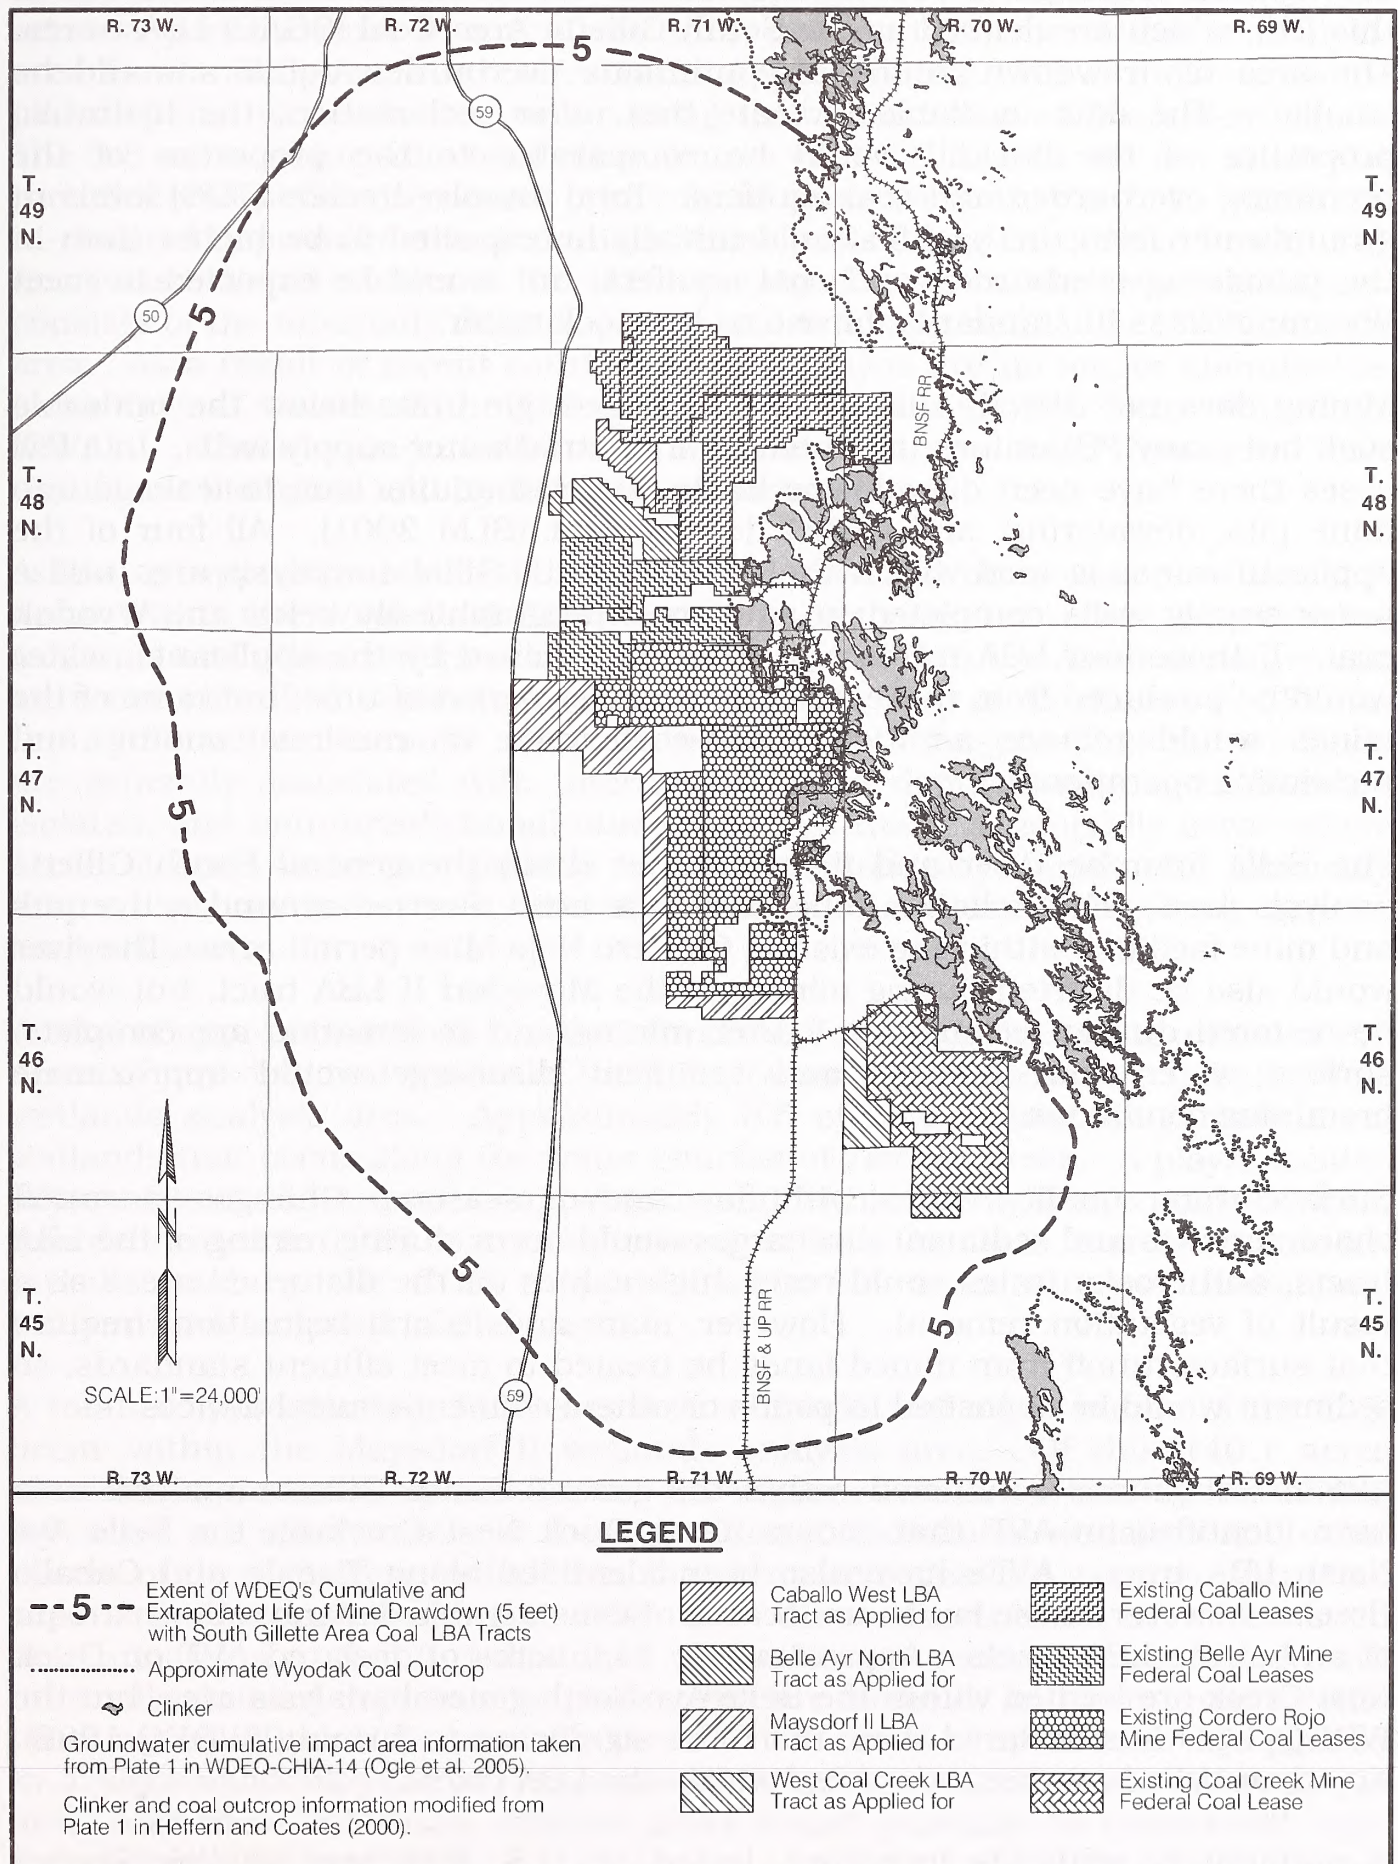 R. 73 W. R. 72 W. R. 71 W. R. 70 W. R. 69 W.
5
59
T.
49
N.
T.
49
N.
50
5
BNSF RR
T.
48
N.
T.
48
N.
T.
47
N.
T.
47
N.
5
T.
46
N.
T.
46
N.
N
5
T.
45
N.
T.
45
N.
5
BNSF & UP RR
59
SCALE: 1"=24,000'
R. 73 W. R. 72 W. R. 71 W. R. 70 W. R. 69 W.
LEGEND
5
Extent of WDEQ's Cumulative and
Extrapolated Life of Mine Drawdown (5 feet)
with South Gillette Area Coal LBA Tracts
Approximate Wyodak Coal Outcrop
Clinker
Groundwater cumulative impact area information taken
from Plate 1 in WDEQ-CHIA-14 (Ogle et al. 2005).
Clinker and coal outcrop information modified from
Plate 1 in Heffern and Coates (2000).
Caballo West LBA
Tract as Applied for
Belle Ayr North LBA
Tract as Applied for
Maysdorf II LBA
Tract as Applied for
West Coal Creek LBA
Tract as Applied for
Existing Caballo Mine
Federal Coal Leases
Existing Belle Ayr Mine
Federal Coal Leases
Existing Cordero Rojo
Mine Federal Coal Leases
Existing Coal Creek Mine
Federal Coal Lease